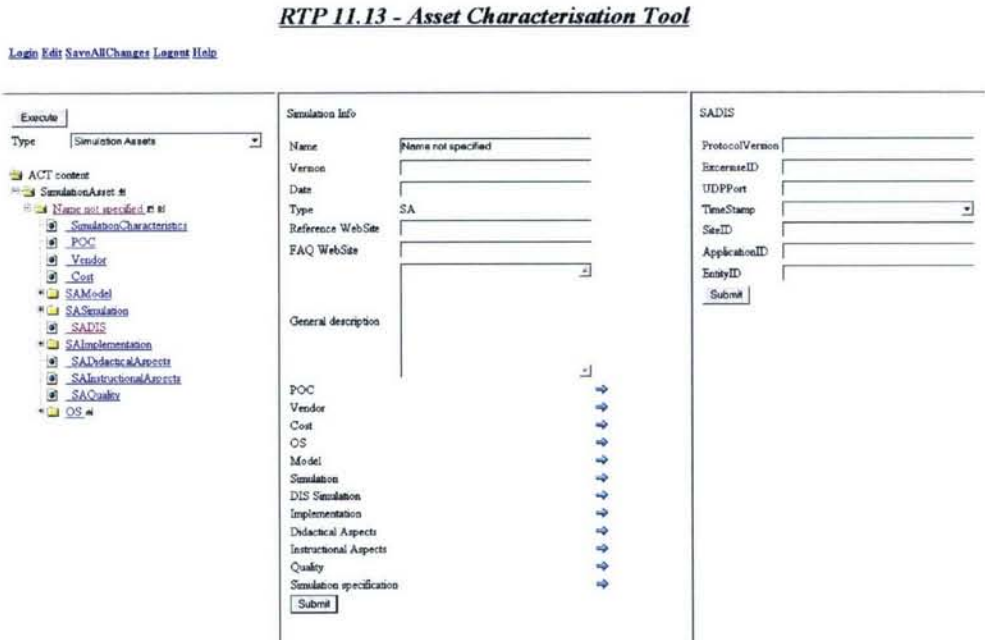 RTP 11.13 - Asset Characterisation Tool
Login Edit SaveAllChanges Logout Help
Execute
Type Simulation Assets
ACT content
SimulationAsset
Name not specified
SimulationCharacteristics
POC
Vendor
Cost
SAModel
SASimulation
SADIS
SAImplementation
SADidacticalAspects
SAInstructionalAspects
SAQuality
OS
Simulation Info
Name Name not specified
Version
Date
Type SA
Reference WebSite
FAQ WebSite
General description
POC
Vendor
Cost
OS
Model
Simulation
DIS Simulation
Implementation
Didactical Aspects
Instructional Aspects
Quality
Simulation specification
Submit
SADIS
ProtocolVersion
ExcersiseID
UDPPort
TimeStamp
SiteID
ApplicationID
EntityID
Submit